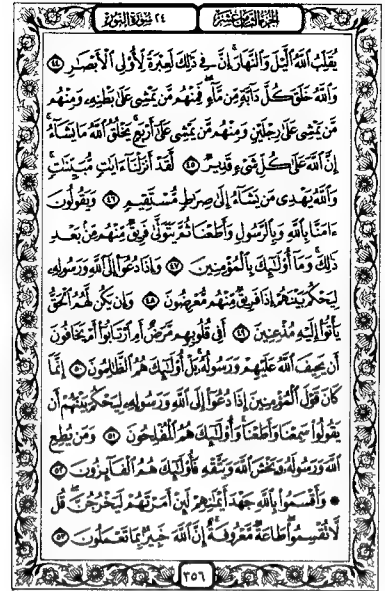 الجزء الثامن عشر ٢٤ سورة النور
يُقَلِّبُ ٱللَّهُ ٱلَّيۡلَ وَٱلنَّهَارَۚ إِنَّ فِي ذَٰلِكَ لَعِبۡرَةٗ لِّأُوْلِي ٱلۡأَبۡصَٰرِ ٤٤
وَٱللَّهُ خَلَقَ كُلَّ دَآبَّةٖ مِّن مَّآءٖۖ فَمِنۡهُم مَّن يَمۡشِي عَلَىٰ بَطۡنِهِۦ وَمِنۡهُم
مَّن يَمۡشِي عَلَىٰ رِجۡلَيۡنِ وَمِنۡهُم مَّن يَمۡشِي عَلَىٰٓ أَرۡبَعٖۚ يَخۡلُقُ ٱللَّهُ مَا يَشَآءُۚ
إِنَّ ٱللَّهَ عَلَىٰ كُلِّ شَيۡءٖ قَدِيرٞ ٤٥ لَّقَدۡ أَنزَلۡنَآ ءَايَٰتٖ مُّبَيِّنَٰتٖۚ
وَٱللَّهُ يَهۡدِي مَن يَشَآءُ إِلَىٰ صِرَٰطٖ مُّسۡتَقِيمٖ ٤٦ وَيَقُولُونَ
ءَامَنَّا بِٱللَّهِ وَبِٱلرَّسُولِ وَأَطَعۡنَا ثُمَّ يَتَوَلَّىٰ فَرِيقٞ مِّنۡهُم مِّنۢ بَعۡدِ
ذَٰلِكَۚ وَمَآ أُوْلَٰٓئِكَ بِٱلۡمُؤۡمِنِينَ ٤٧ وَإِذَا دُعُوٓاْ إِلَى ٱللَّهِ وَرَسُولِهِۦ
لِيَحۡكُمَ بَيۡنَهُمۡ إِذَا فَرِيقٞ مِّنۡهُم مُّعۡرِضُونَ ٤٨ وَإِن يَكُن لَّهُمُ ٱلۡحَقُّ
يَأۡتُوٓاْ إِلَيۡهِ مُذۡعِنِينَ ٤٩ أَفِي قُلُوبِهِم مَّرَضٌ أَمِ ٱرۡتَابُوٓاْ أَمۡ يَخَافُونَ
أَن يَحِيفَ ٱللَّهُ عَلَيۡهِمۡ وَرَسُولُهُۥۚ بَلۡ أُوْلَٰٓئِكَ هُمُ ٱلظَّٰلِمُونَ ٥٠ إِنَّمَا
كَانَ قَوۡلَ ٱلۡمُؤۡمِنِينَ إِذَا دُعُوٓاْ إِلَى ٱللَّهِ وَرَسُولِهِۦ لِيَحۡكُمَ بَيۡنَهُمۡ أَن
يَقُولُواْ سَمِعۡنَا وَأَطَعۡنَاۚ وَأُوْلَٰٓئِكَ هُمُ ٱلۡمُفۡلِحُونَ ٥١ وَمَن يُطِعِ
ٱللَّهَ وَرَسُولَهُۥ وَيَخۡشَ ٱللَّهَ وَيَتَّقۡهِ فَأُوْلَٰٓئِكَ هُمُ ٱلۡفَآئِزُونَ ٥٢
۞ وَأَقۡسَمُواْ بِٱللَّهِ جَهۡدَ أَيۡمَٰنِهِمۡ لَئِنۡ أَمَرۡتَهُمۡ لَيَخۡرُجُنَّۖ قُل
لَّا تُقۡسِمُواْۖ طَاعَةٞ مَّعۡرُوفَةٌۚ إِنَّ ٱللَّهَ خَبِيرُۢ بِمَا تَعۡمَلُونَ ٥٣
٣٥٦